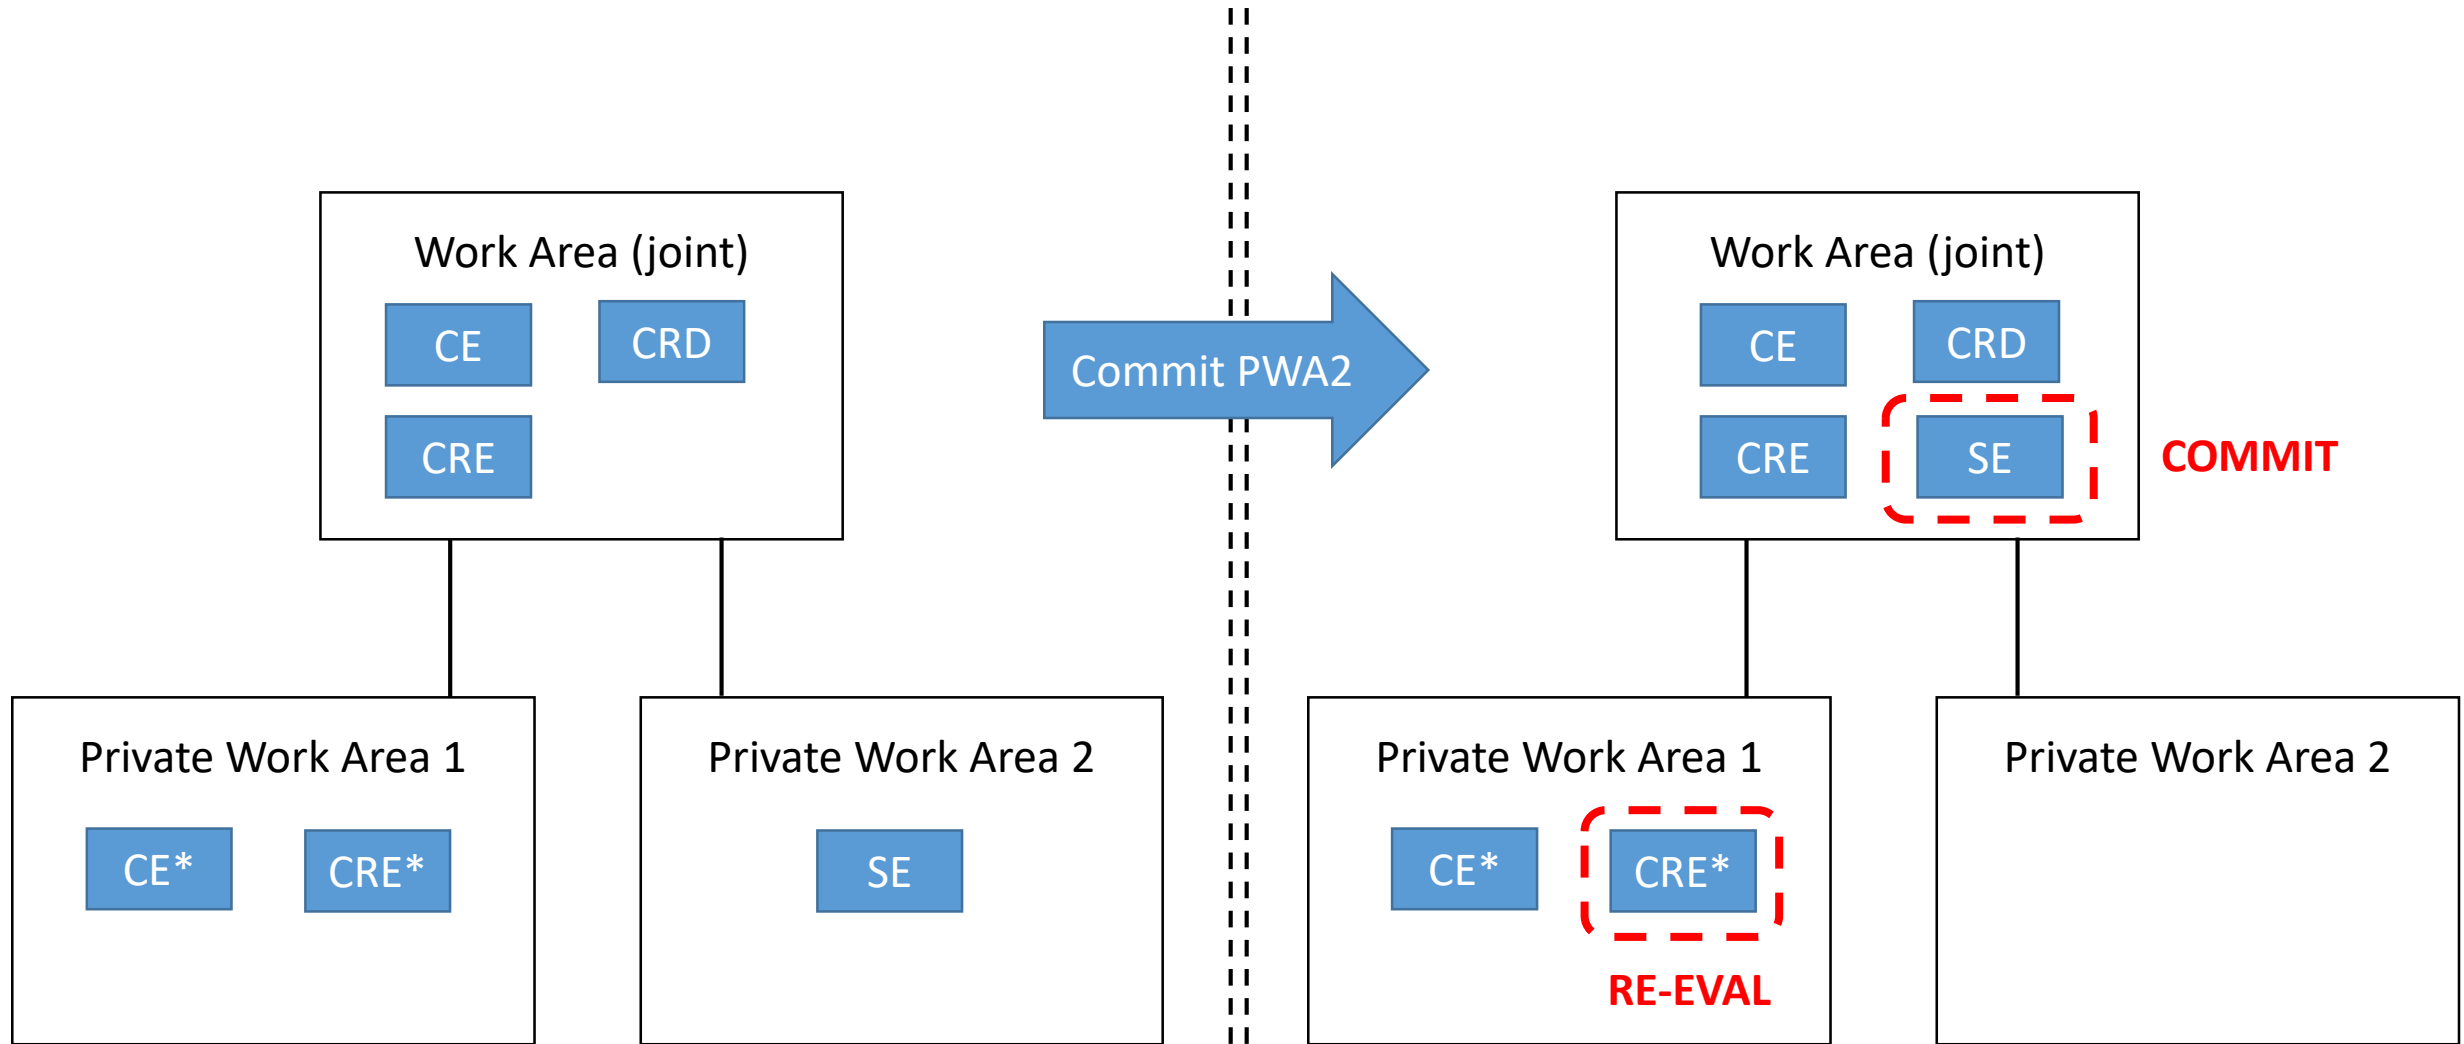 Work Area (joint)
CE
CRD
CRE
Private Work Area 1
CE*
CRE*
Private Work Area 2
SE
Commit PWA2
Work Area (joint)
CE
CRD
CRE
SE
COMMIT
Private Work Area 1
CE*
CRE*
RE-EVAL
Private Work Area 2